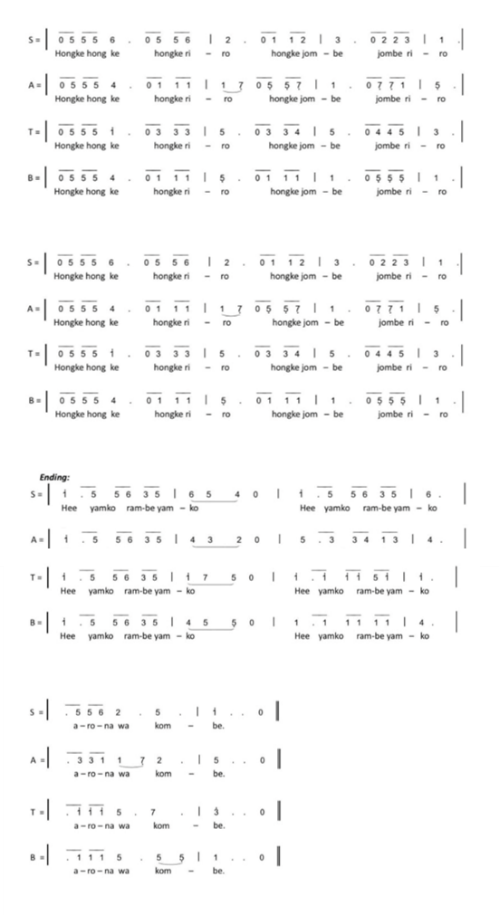 S= | 0 5 5 5 6 . 0 5 5 6 | 2 . 0 1 1 2 | 3 . 0 2 2 3 | 1 . |
Hongke hong ke hongke ri – ro hongke jom – be jombe ri – ro
A= | 0 5 5 5 4 . 0 1 1 1 | 1 7̣ 0 5̣ 5̣ 7̣ | 1 . 0 7̣ 7̣ 1 | 5̣ . |
Hongke hong ke hongke ri – ro hongke jom – be jombe ri – ro
T= | 0 5 5 5 1̇ . 0 3 3 3 | 5 . 0 3 3 4 | 5 . 0 4 4 5 | 3 . |
Hongke hong ke hongke ri – ro hongke jom – be jombe ri – ro
B= | 0 5 5 5 4 . 0 1 1 1 | 5̣ . 0 1 1 1 | 1 . 0 5̣ 5̣ 5̣ | 1 . |
Hongke hong ke hongke ri – ro hongke jom – be jombe ri – ro
S= | 0 5 5 5 6 . 0 5 5 6 | 2 . 0 1 1 2 | 3 . 0 2 2 3 | 1 . |
Hongke hong ke hongke ri – ro hongke jom – be jombe ri – ro
A= | 0 5 5 5 4 . 0 1 1 1 | 1 7̣ 0 5̣ 5̣ 7̣ | 1 . 0 7̣ 7̣ 1 | 5̣ . |
Hongke hong ke hongke ri – ro hongke jom – be jombe ri – ro
T= | 0 5 5 5 1̇ . 0 3 3 3 | 5 . 0 3 3 4 | 5 . 0 4 4 5 | 3 . |
Hongke hong ke hongke ri – ro hongke jom – be jombe ri – ro
B= | 0 5 5 5 4 . 0 1 1 1 | 5̣ . 0 1 1 1 | 1 . 0 5̣ 5̣ 5̣ | 1 . |
Hongke hong ke hongke ri – ro hongke jom – be jombe ri – ro
Ending:
S= | 1̇ . 5 5 6 3 5 | 6 5 4 0 | 1̇ . 5 5 6 3 5 | 6 . |
Hee yamko ram-be yam – ko Hee yamko ram-be yam – ko
A= | 1̇ . 5 5 6 3 5 | 4 3 2 0 | 5 . 3 3 4 1 3 | 4 . |
T= | 1̇ . 5 5 6 3 5 | 1̇ 7 5 0 | 1̇ . 1̇ 1̇ 1̇ 5 1̇ | 1̇ . |
Hee yamko ram-be yam – ko Hee yamko ram-be yam – ko
B= | 1̇ . 5 5 6 3 5 | 4 5 5̣ 0 | 1 . 1 1 1 1 1 | 4 . |
Hee yamko ram-be yam – ko Hee yamko ram-be yam – ko
S = | . 5 5 6 2 . 5 . | 1̇ . . 0 ||
a – ro – na wa kom – be.
A = | . 3 3 1 1 7̣ 2 . | 5 . . 0 ||
a – ro – na wa kom – be.
T = | . 1̇ 1̇ 1̇ 5 . 7 . | 3̇ . . 0 ||
a – ro – na wa kom – be.
B = | . 1 1 1 5 . 5 5̣ | 1 . . 0 ||
a – ro – na wa kom – be.